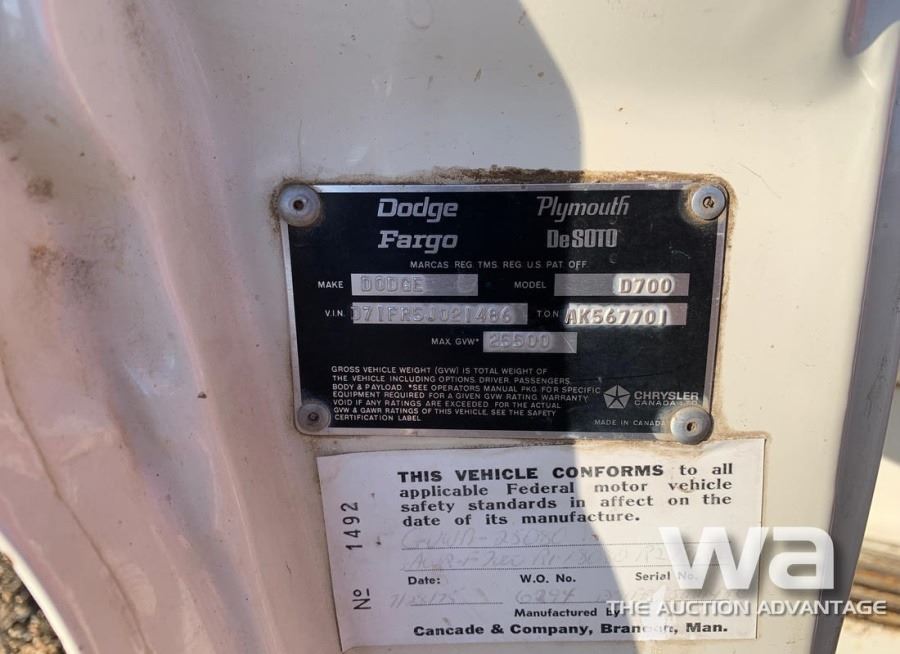 Dodge Plymouth
Fargo DeSOTO
MARCAS REG. TMS. REG. U.S. PAT. OFF.
MAKE DODGE MODEL D700
V.I.N. D71FR5J021486 T.O.N. AK567701
MAX. GVW* 25500
GROSS VEHICLE WEIGHT (GVW) IS TOTAL WEIGHT OF
THE VEHICLE INCLUDING OPTIONS, DRIVER, PASSENGERS,
BODY & PAYLOAD. *SEE OPERATORS MANUAL PKG FOR SPECIFIC
EQUIPMENT REQUIRED FOR A GIVEN GVW RATING WARRANTY
VOID IF ANY RATINGS ARE EXCEEDED. FOR THE ACTUAL
GVW & GAWR RATINGS OF THIS VEHICLE, SEE THE SAFETY
CERTIFICATION LABEL
CHRYSLER
CANADA LTD.
MADE IN CANADA
THIS VEHICLE CONFORMS to all
applicable Federal motor vehicle
safety standards in affect on the
date of its manufacture.
Nº 1492
Date: W.O. No. Serial No.
7/28/75 6294
Manufactured by
Cancade & Company, Brandon, Man.
wa
THE AUCTION ADVANTAGE